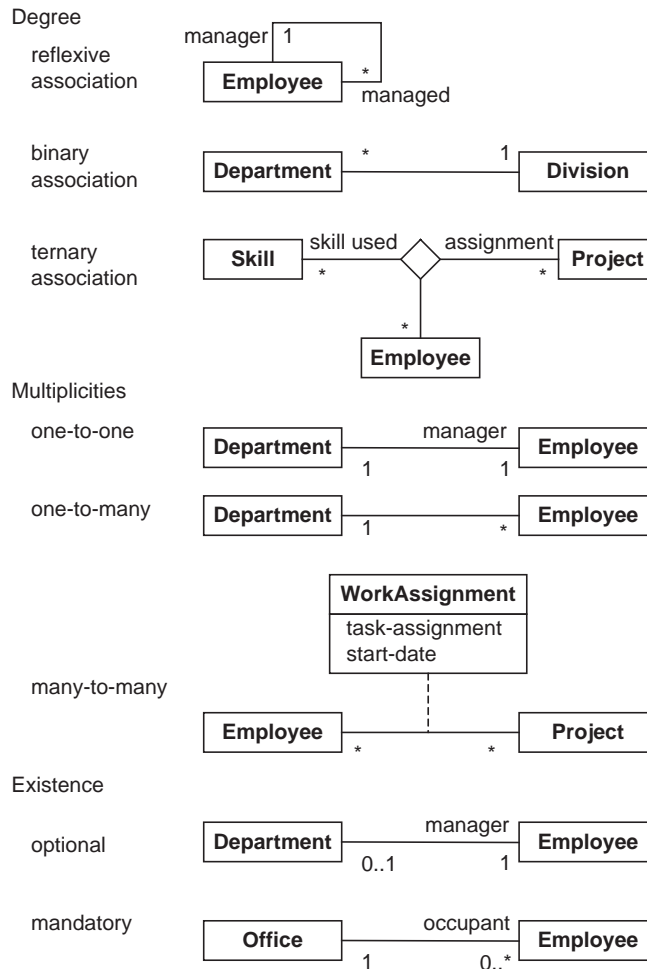 Degree
manager 1
reflexive
association
Employee
*
managed
binary
association
Department
*
1
Division
ternary
association
Skill
skill used
*
assignment
*
Project
*
Employee
Multiplicities
one-to-one
Department
1
manager
1
Employee
one-to-many
Department
1
*
Employee
WorkAssignment
task-assignment
start-date
many-to-many
Employee
*
*
Project
Existence
optional
Department
0..1
manager
1
Employee
mandatory
Office
1
occupant
0..*
Employee